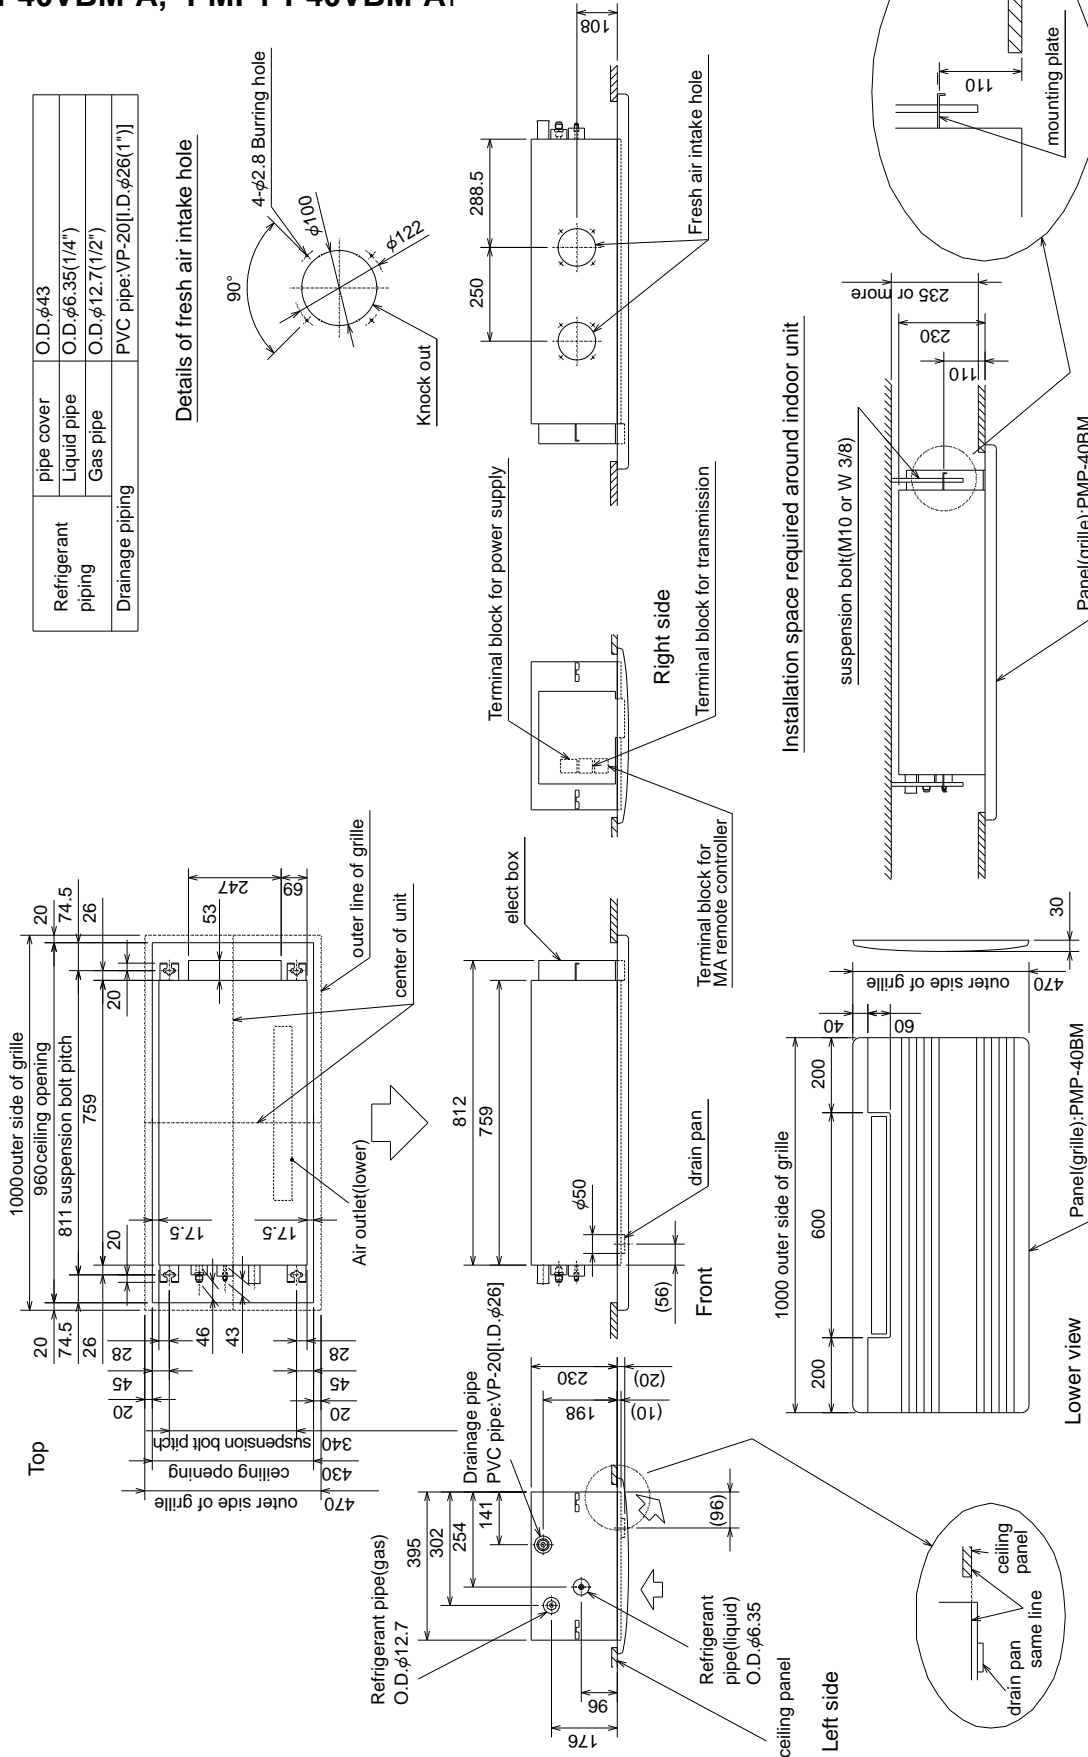 pipe cover
O.D.φ43
Refrigerant
piping
Liquid pipe
O.D.φ6.35(1/4")
Gas pipe
O.D.φ12.7(1/2")
Drainage piping
PVC pipe:VP-20[I.D.φ26(1")]
Details of fresh air intake hole
90°
4-φ2.8 Burring hole
φ100
φ122
Knock out
Top
1000 outer side of grille
960 ceiling opening
811 suspension bolt pitch
759
20
74.5
26
20
20
74.5
26
20
53
247
69
17.5
17.5
46
43
28
45
20
28
45
20
340 suspension bolt pitch
430 ceiling opening
470 outer side of grille
outer line of grille
center of unit
Air outlet(lower)
812
759
φ50
(56)
elect box
drain pan
Front
Terminal block for power supply
Terminal block for transmission
Terminal block for
MA remote controller
Right side
288.5
250
108
Fresh air intake hole
Refrigerant pipe(gas)
O.D.φ12.7
Drainage pipe
PVC pipe:VP-20[I.D.φ26]
395
302
254
141
230
198
(20)
(10)
(96)
176
96
Refrigerant
pipe(liquid)
O.D.φ6.35
ceiling panel
Left side
drain pan
same line
ceiling
panel
1000 outer side of grille
200
600
200
40
60
470
outer side of grille
30
Panel(grille):PMP-40BM
Lower view
Installation space required around indoor unit
suspension bolt(M10 or W 3/8)
235 or more
230
110
Panel(grille):PMP-40BM
110
mounting plate